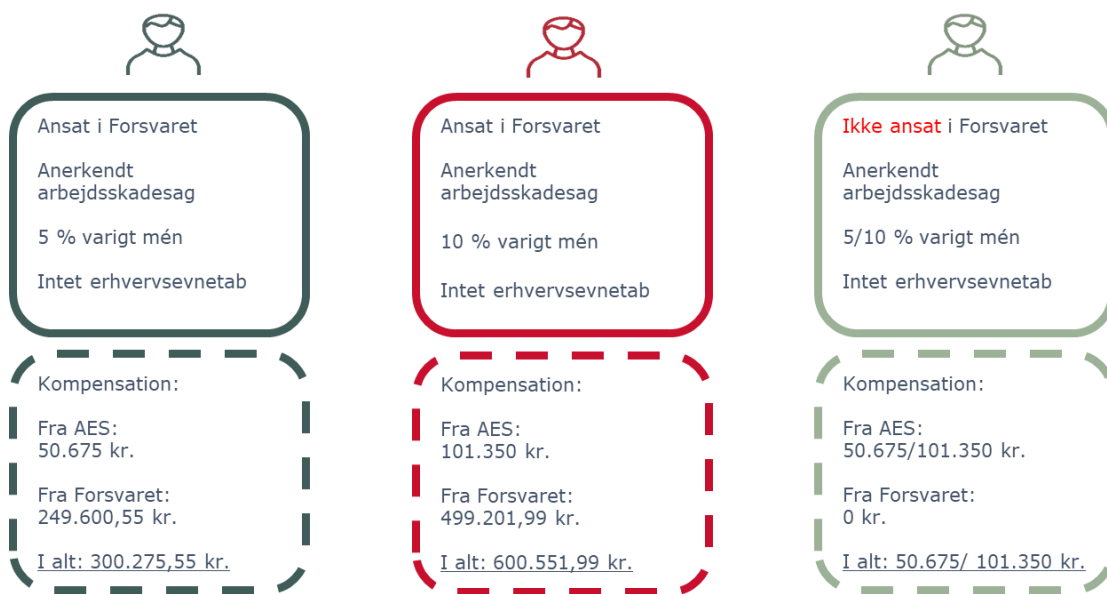 Ansat i Forsvaret
Anerkendt
arbejdsskadesag
5 % varigt mén
Intet erhvervsevnetab
Kompensation:
Fra AES:
50.675 kr.
Fra Forsvaret:
249.600,55 kr.
I alt: 300.275,55 kr.
Ansat i Forsvaret
Anerkendt
arbejdsskadesag
10 % varigt mén
Intet erhvervsevnetab
Kompensation:
Fra AES:
101.350 kr.
Fra Forsvaret:
499.201,99 kr.
I alt: 600.551,99 kr.
Ikke ansat i Forsvaret
Anerkendt
arbejdsskadesag
5/10 % varigt mén
Intet erhvervsevnetab
Kompensation:
Fra AES:
50.675/101.350 kr.
Fra Forsvaret:
0 kr.
I alt: 50.675/ 101.350 kr.